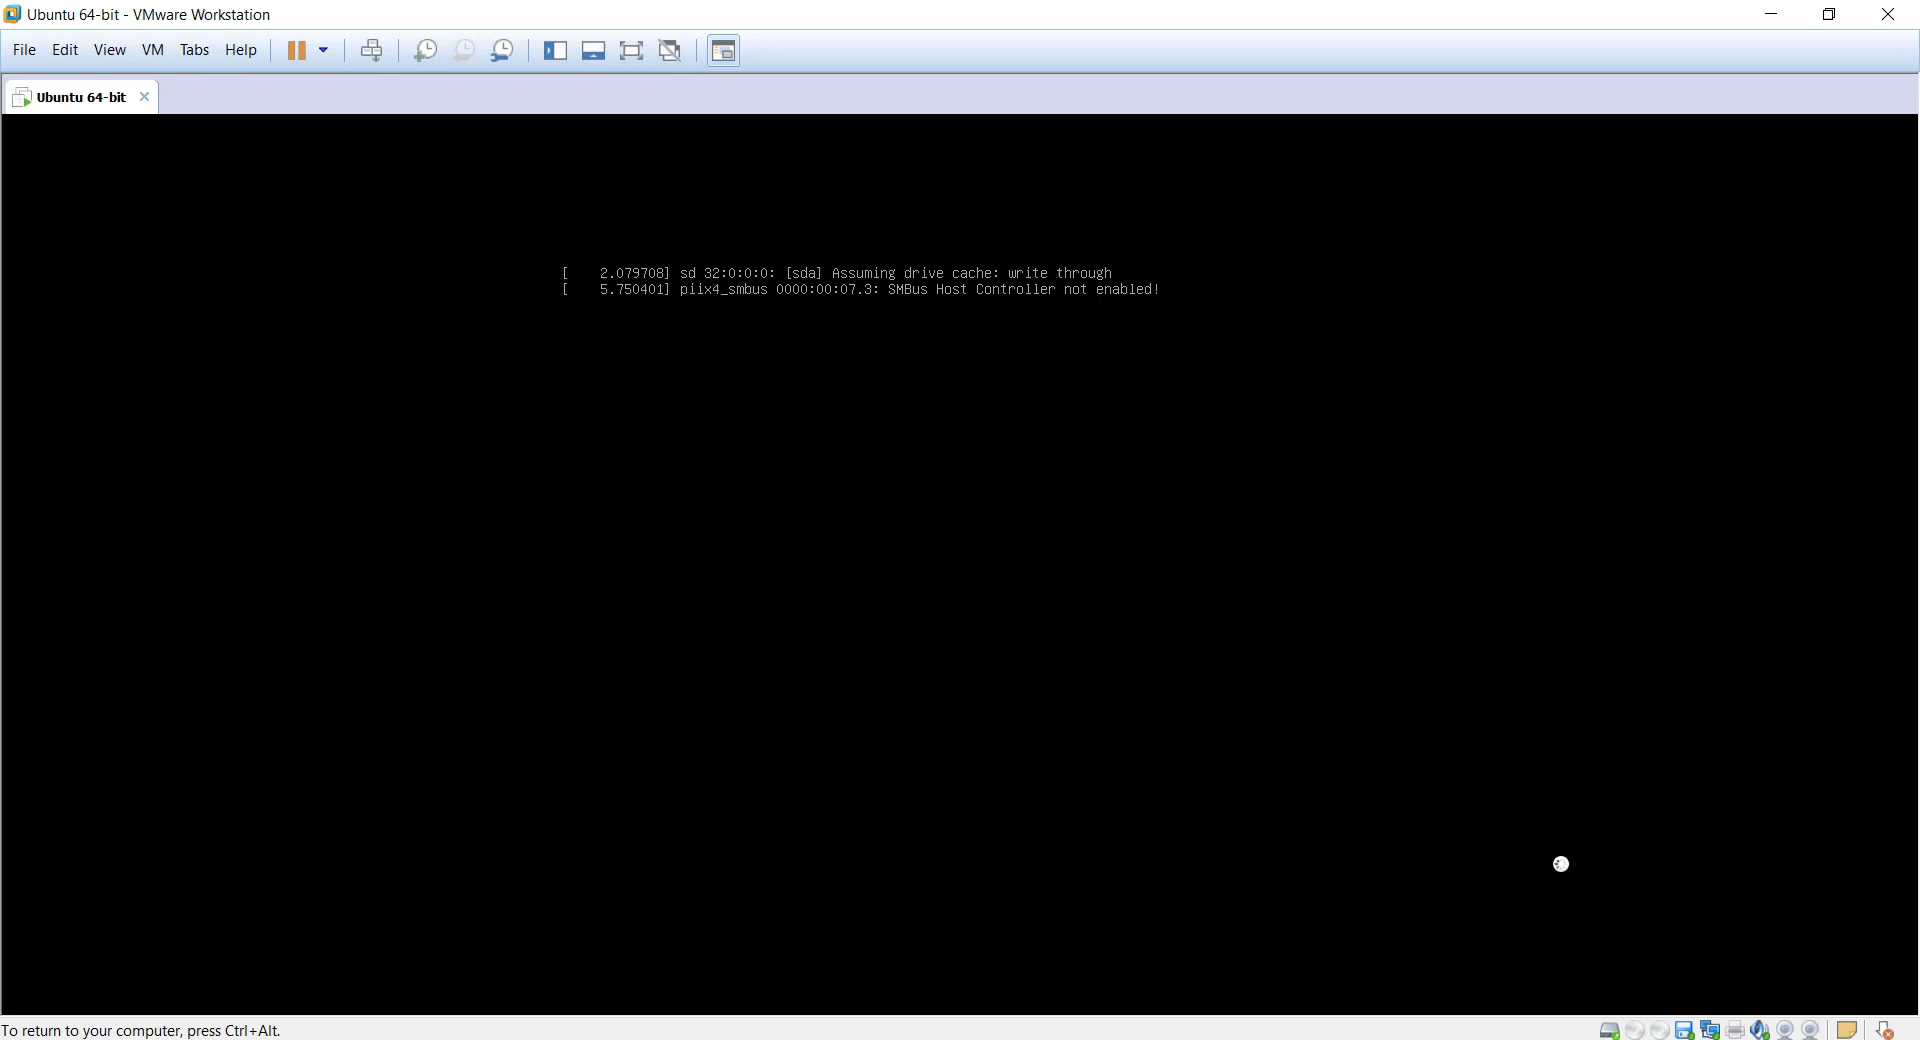 Ubuntu 64-bit - VMware Workstation
File Edit View VM Tabs Help
Ubuntu 64-bit
[    2.079708] sd 32:0:0:0: [sda] Assuming drive cache: write through
[    5.750401] piix4_smbus 0000:00:07.3: SMBus Host Controller not enabled!
To return to your computer, press Ctrl+Alt.